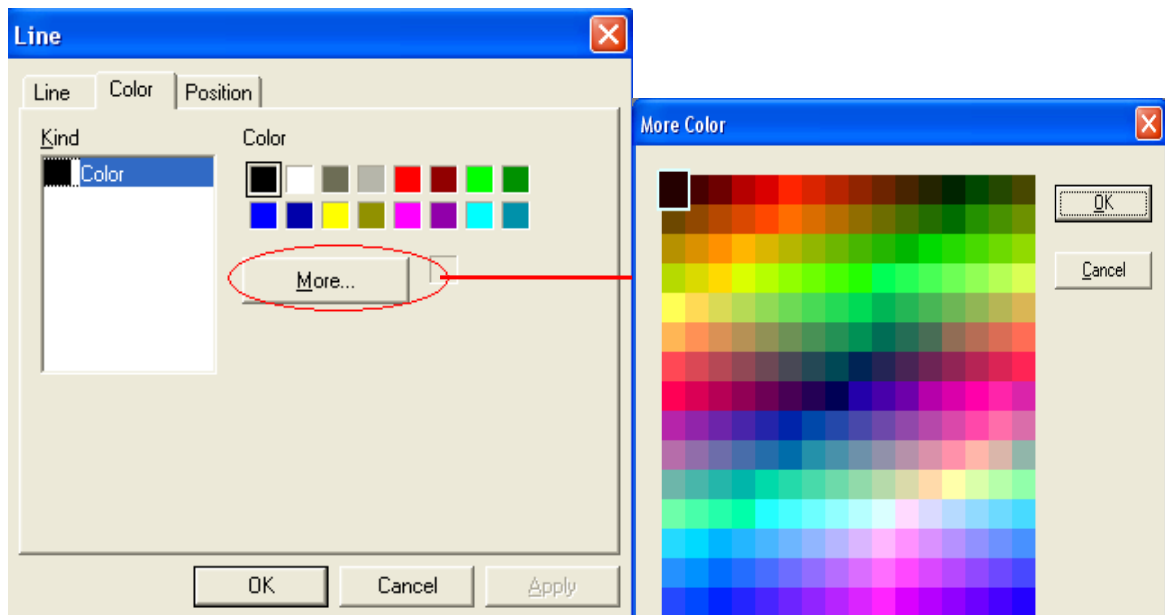 Line
Line Color Position
Kind Color
Color
More...
OK Cancel Apply
More Color
OK
Cancel